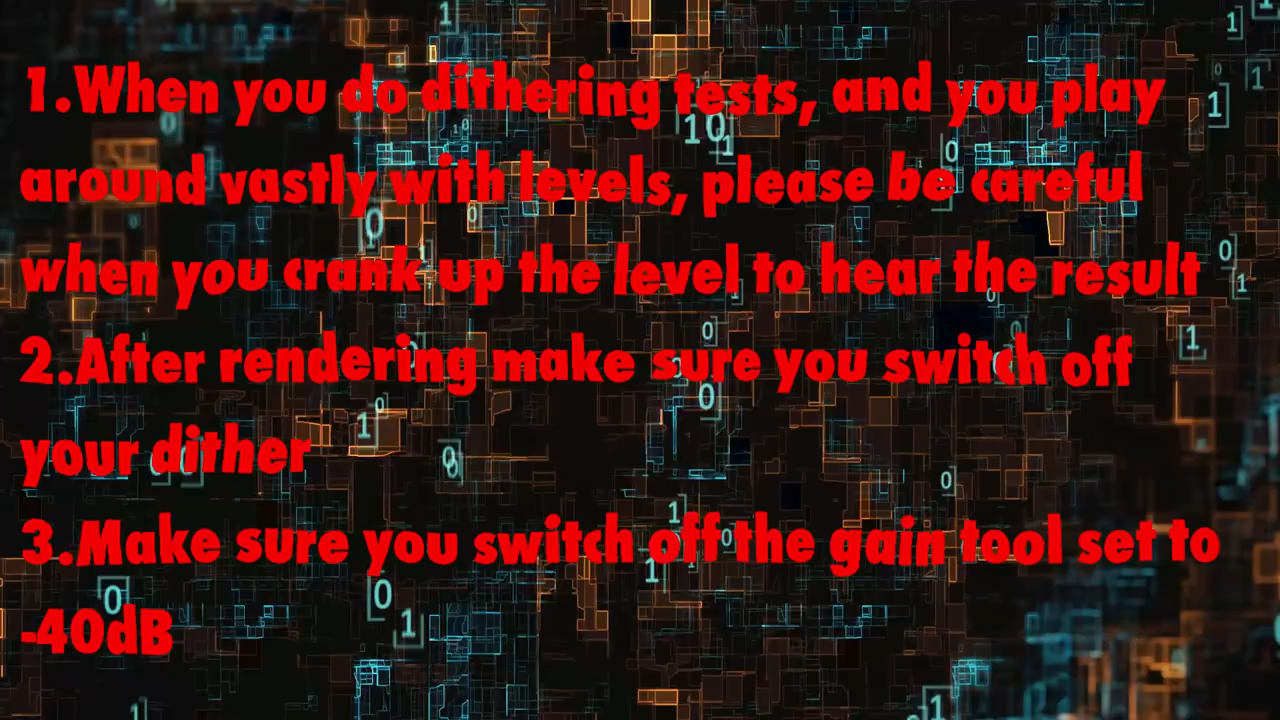 1.When you do dithering tests, and you play
around vastly with levels, please be careful
when you crank up the level to hear the result
2.After rendering make sure you switch off
your dither
3.Make sure you switch off the gain tool set to
-40dB